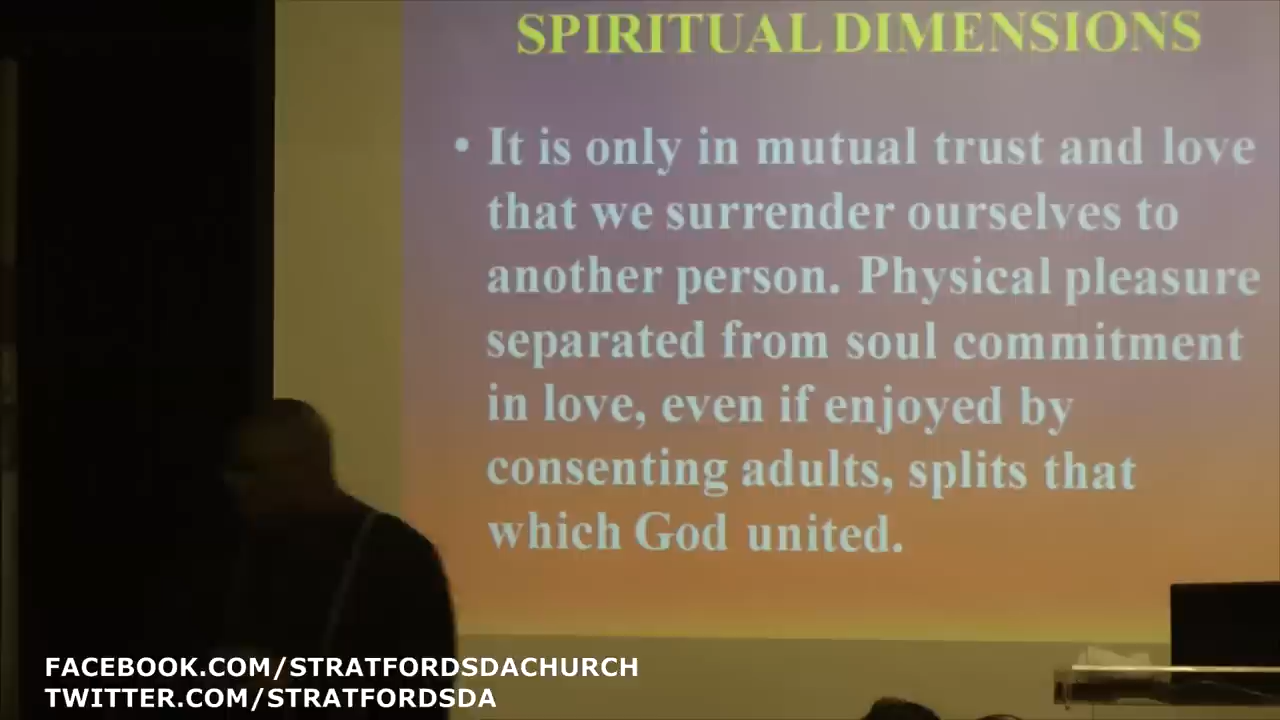 SPIRITUAL DIMENSIONS
• It is only in mutual trust and love
that we surrender ourselves to
another person. Physical pleasure
separated from soul commitment
in love, even if enjoyed by
consenting adults, splits that
which God united.
FACEBOOK.COM/STRATFORDSDACHURCH
TWITTER.COM/STRATFORDSDA